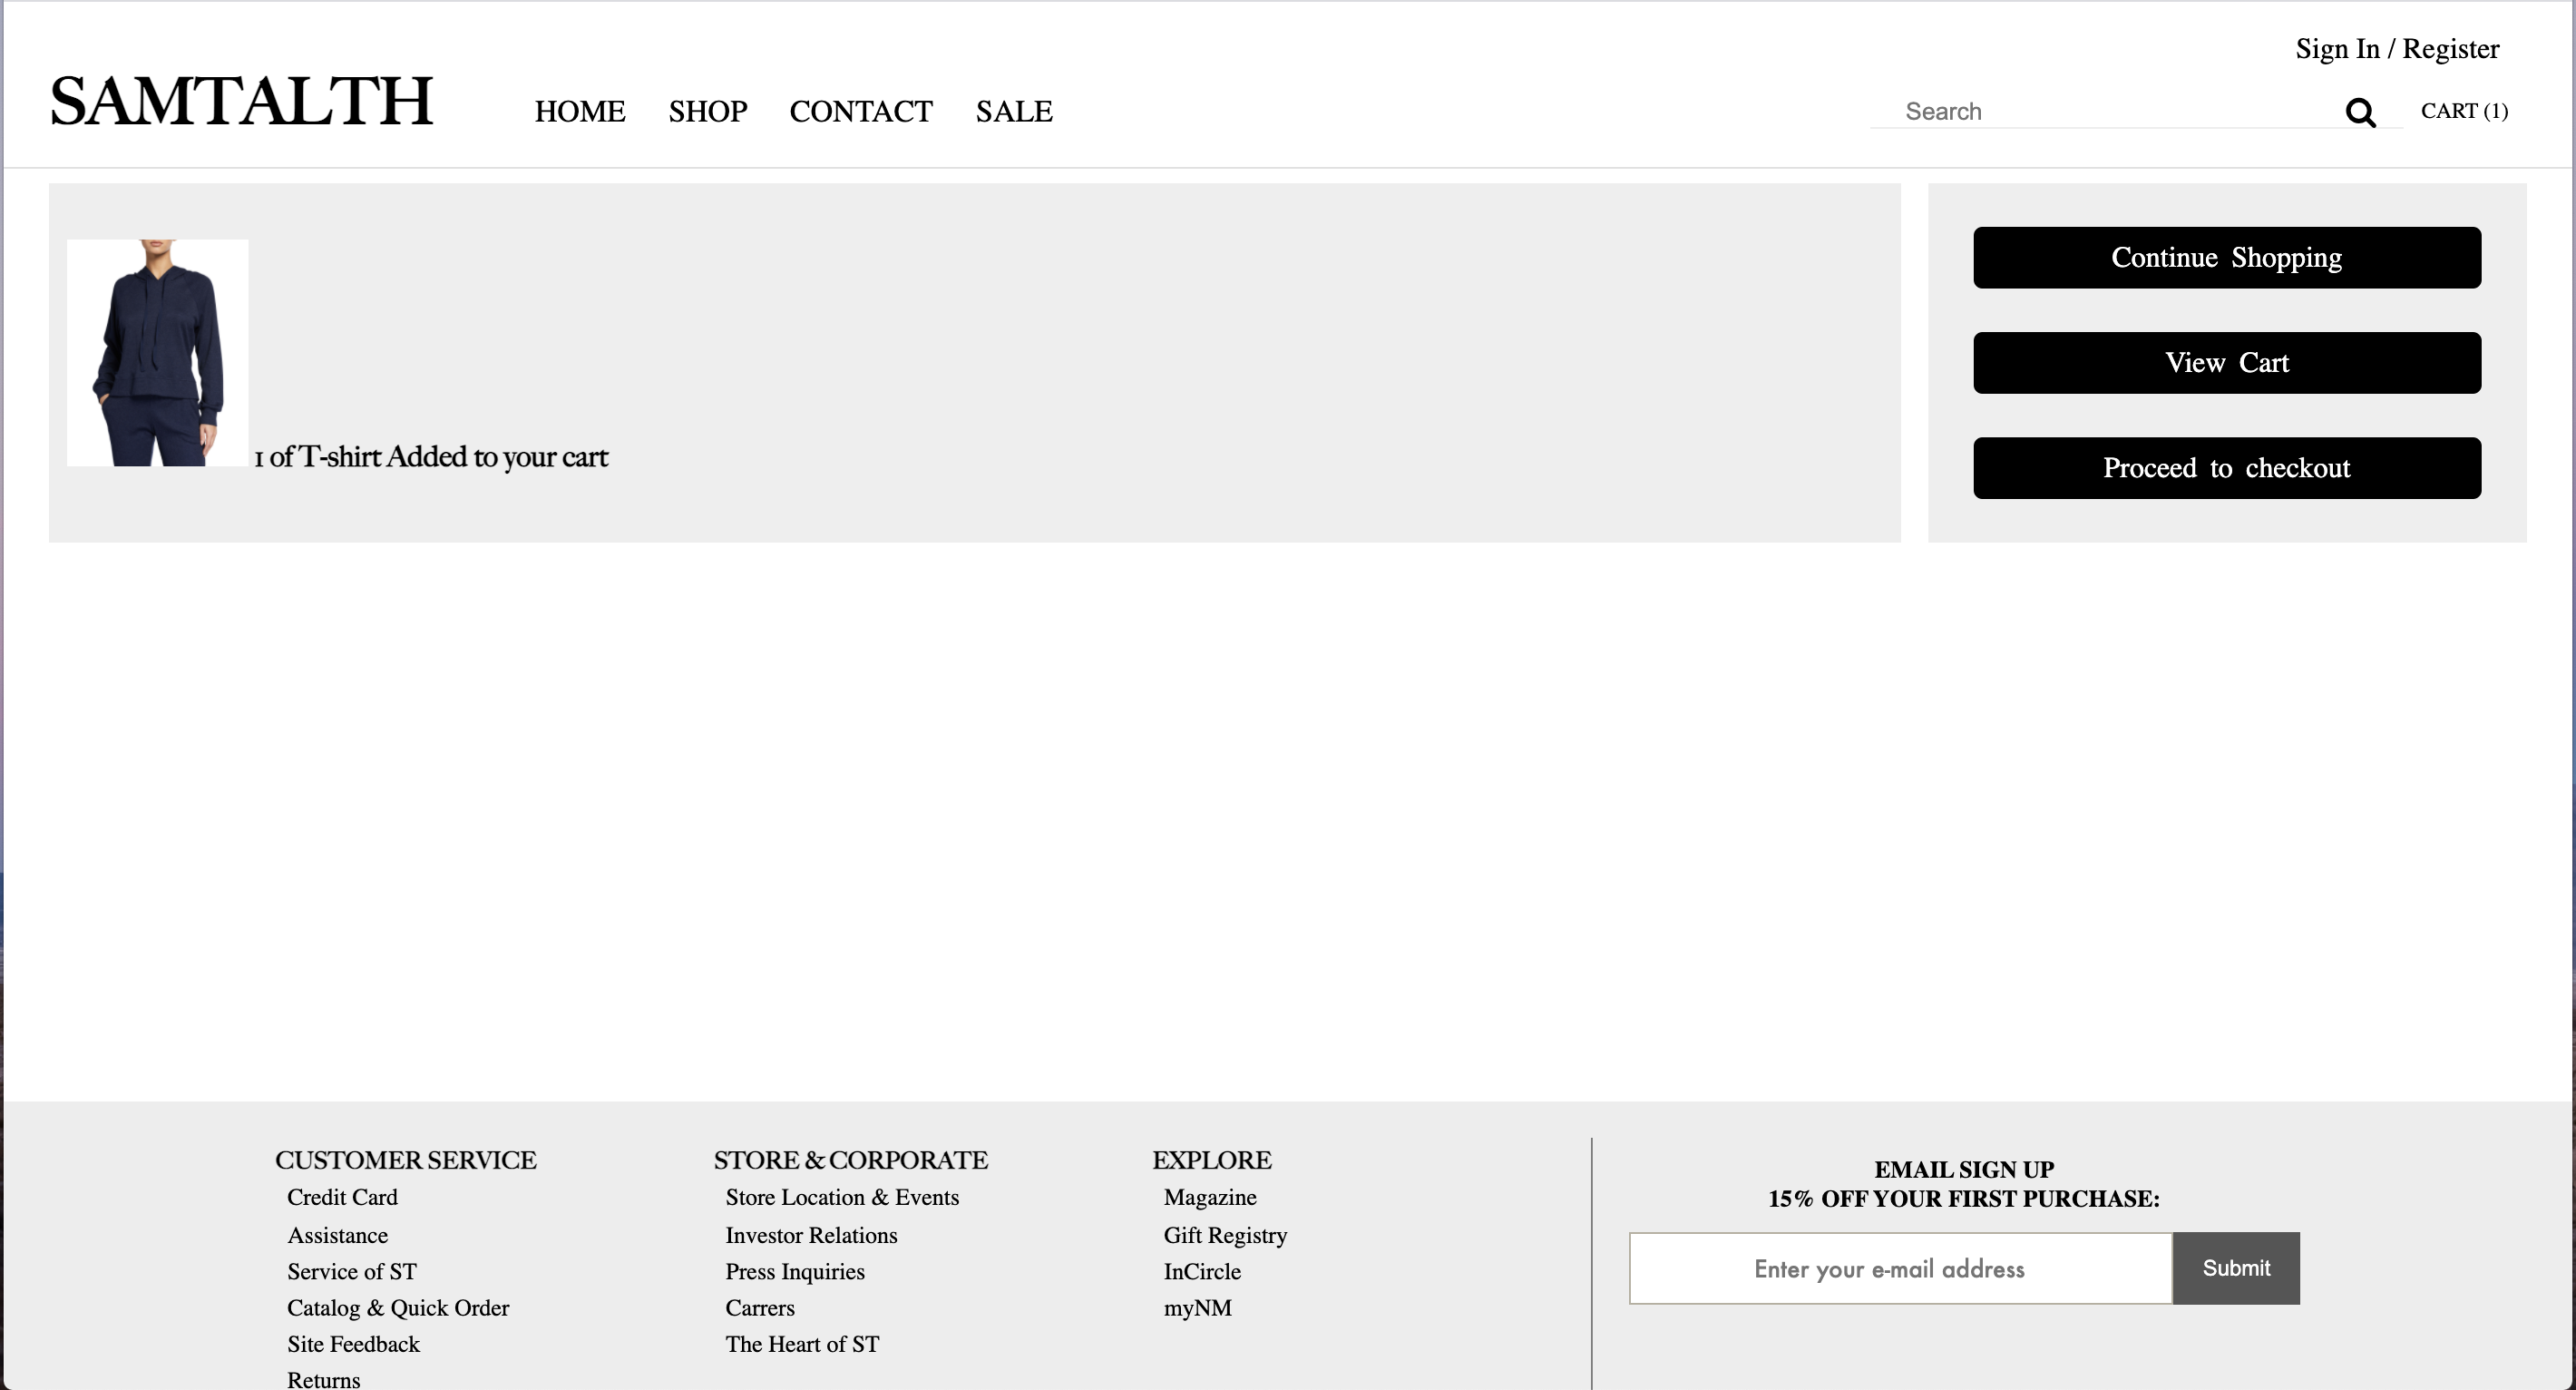 Sign In / Register
SAMTALTH
HOME SHOP CONTACT SALE
Search
CART (1)
1 of T-shirt Added to your cart
Continue Shopping
View Cart
Proceed to checkout
CUSTOMER SERVICE
Credit Card
Assistance
Service of ST
Catalog & Quick Order
Site Feedback
Returns
STORE & CORPORATE
Store Location & Events
Investor Relations
Press Inquiries
Carrers
The Heart of ST
EXPLORE
Magazine
Gift Registry
InCircle
myNM
EMAIL SIGN UP
15% OFF YOUR FIRST PURCHASE:
Enter your e-mail address
Submit